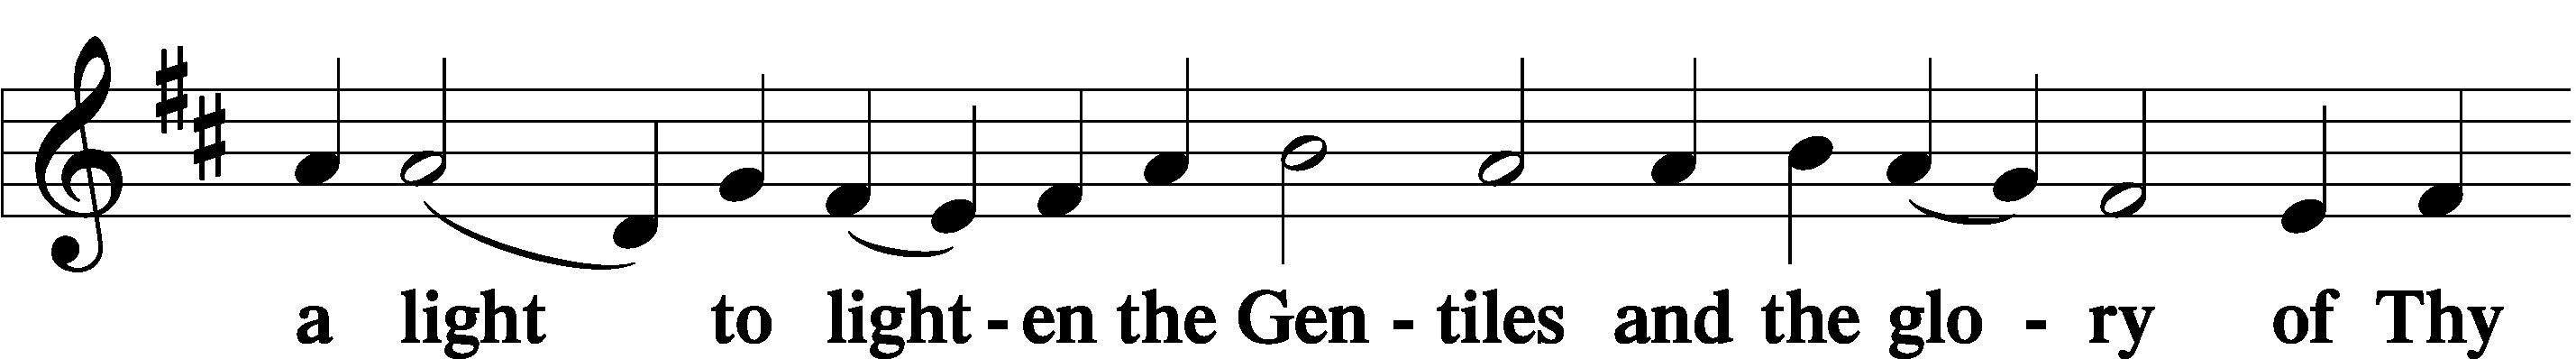 a light to light - en the Gen - tiles and the glo - ry of Thy